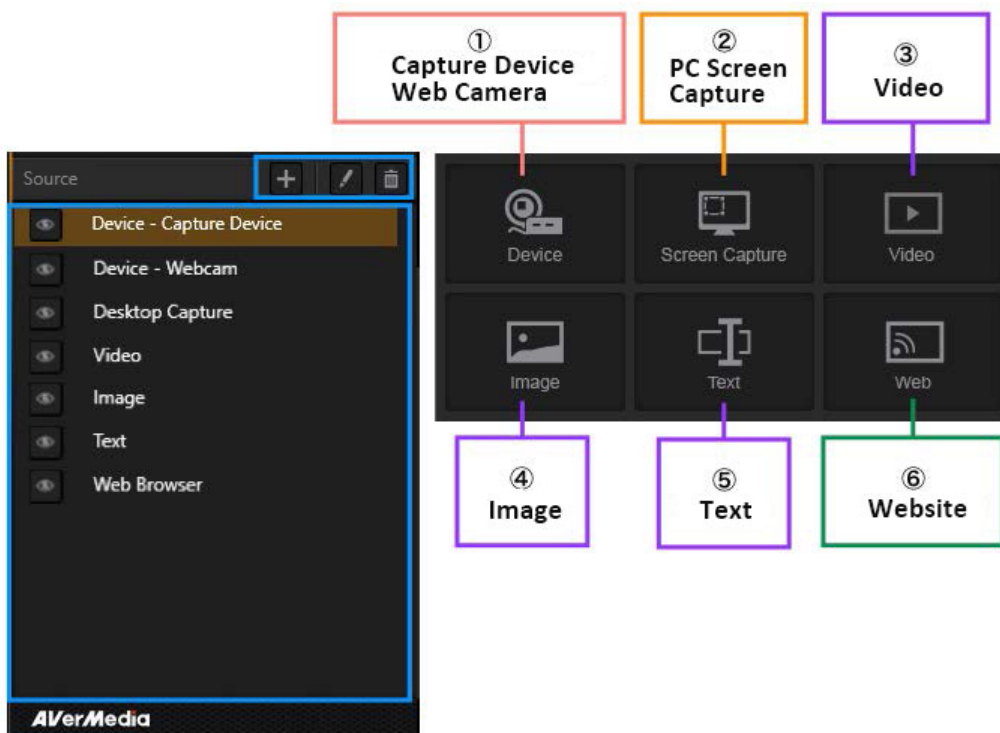 ①
Capture Device
Web Camera
②
PC Screen
Capture
③
Video
Source
Device - Capture Device
Device - Webcam
Desktop Capture
Video
Image
Text
Web Browser
AVerMedia
Device
Screen Capture
Video
Image
Text
Web
④
Image
⑤
Text
⑥
Website